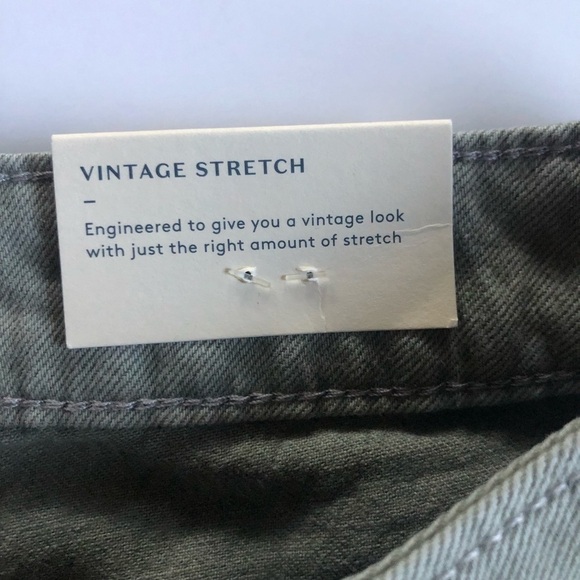 VINTAGE STRETCH
–
Engineered to give you a vintage look
with just the right amount of stretch